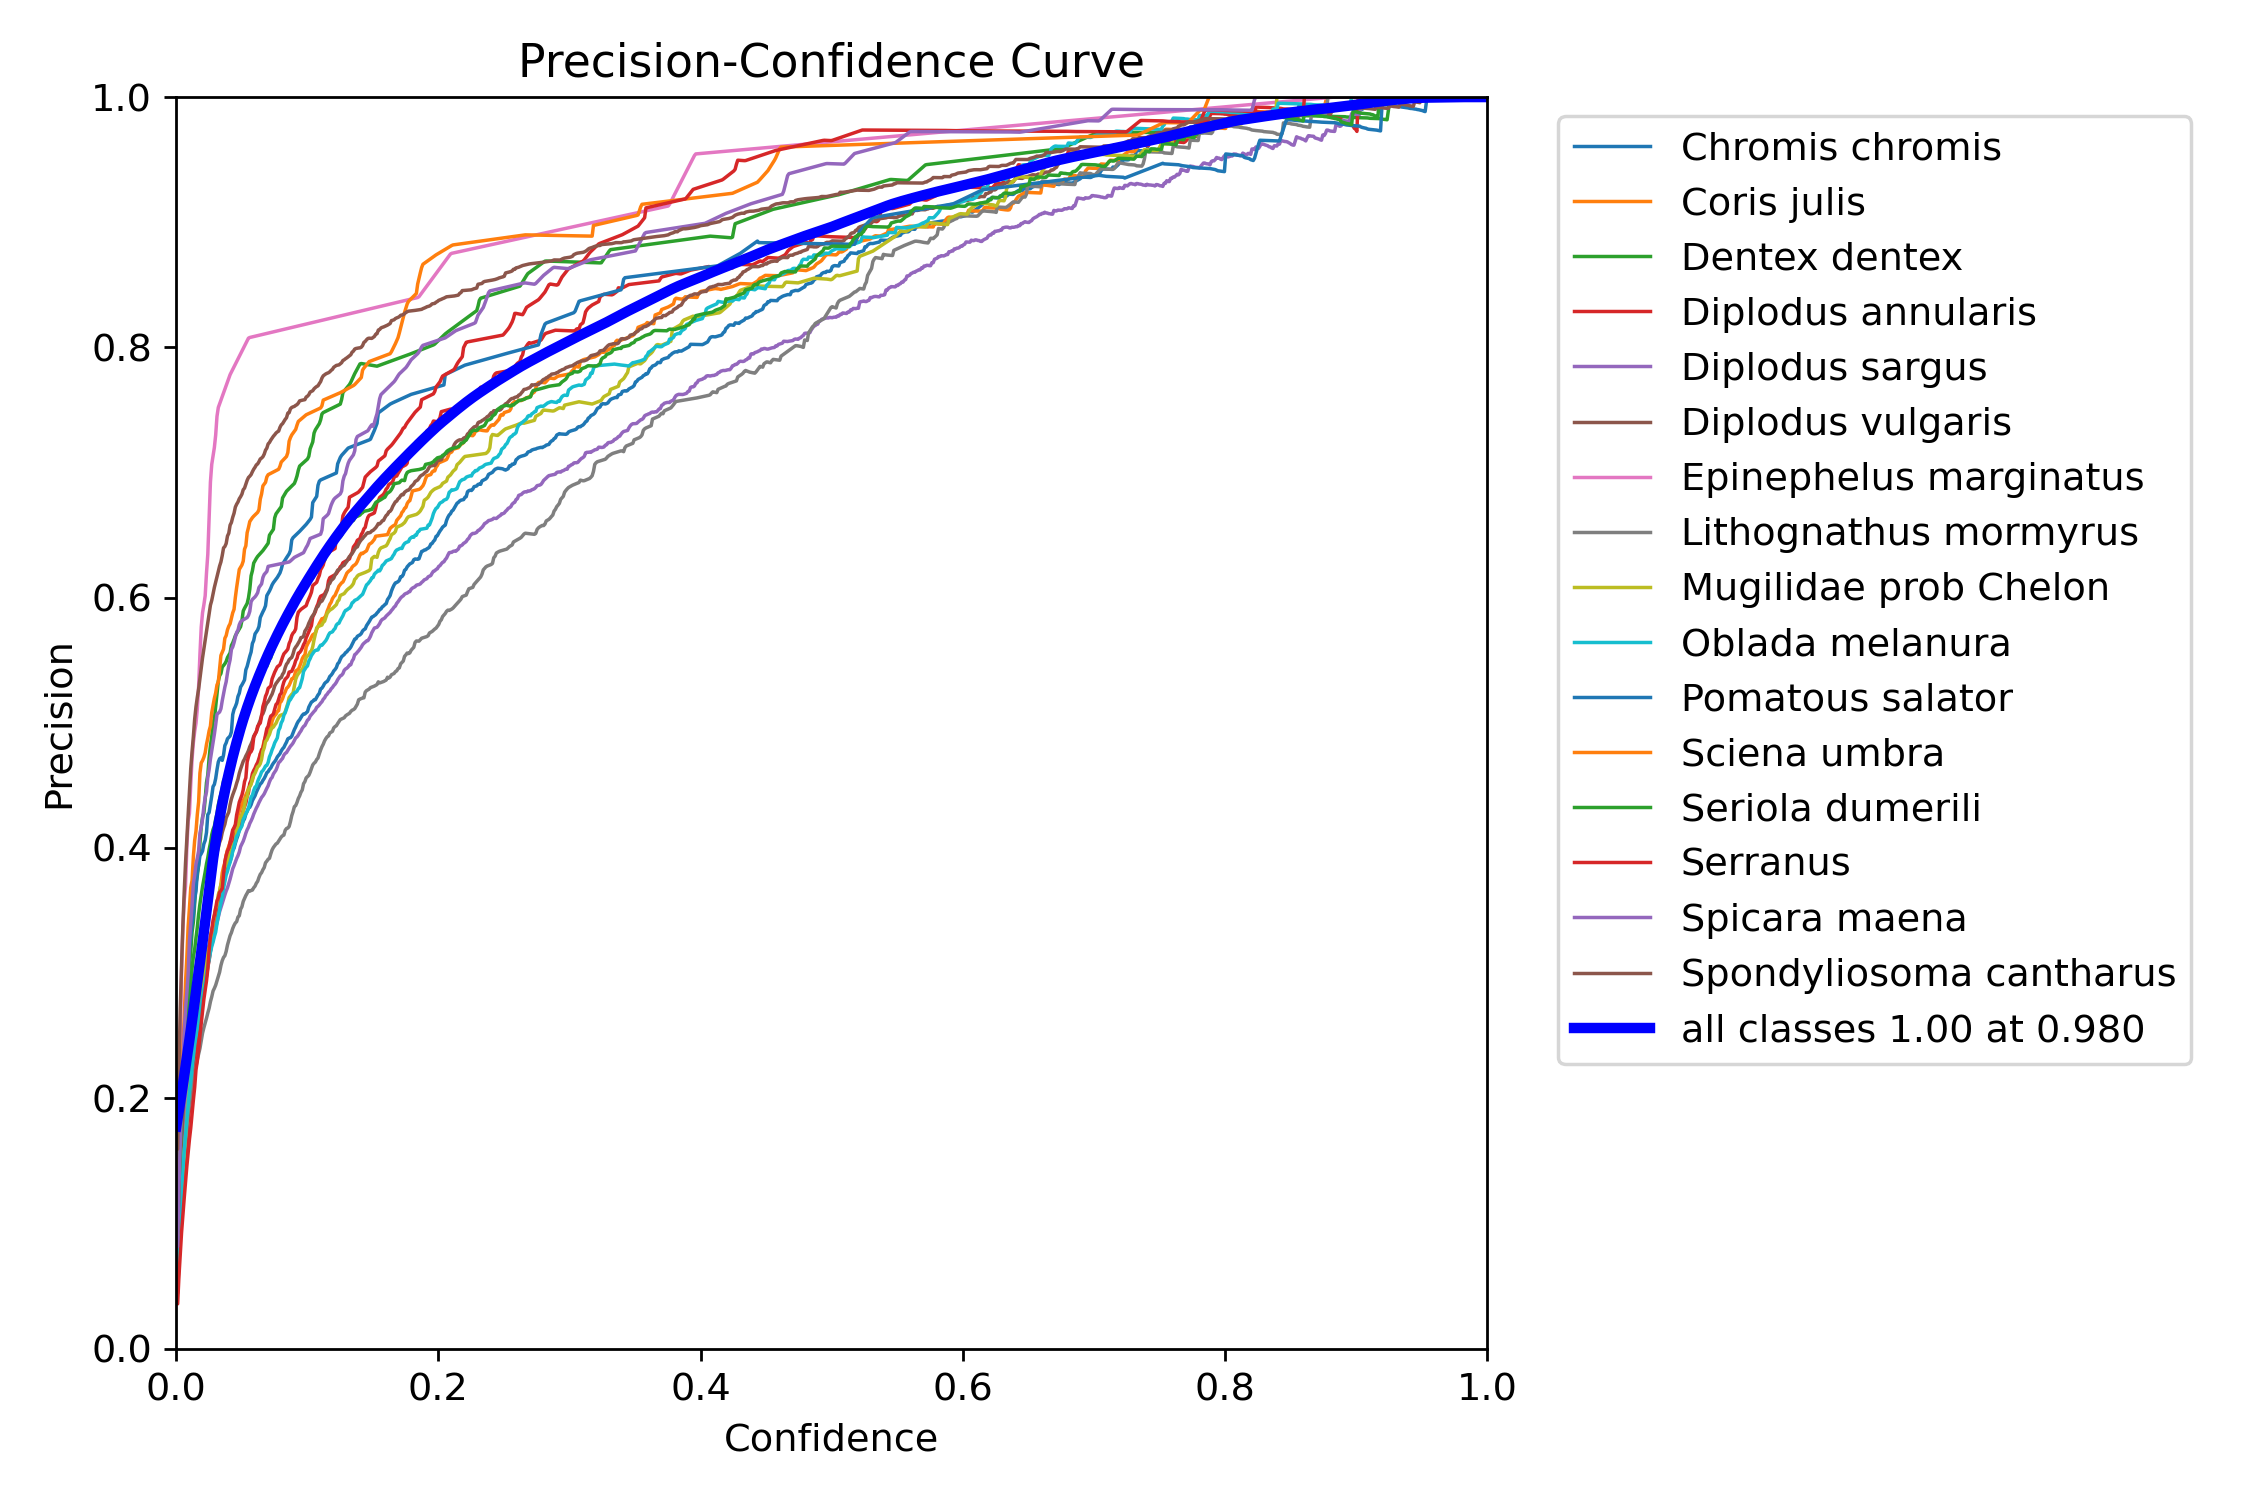 Precision-Confidence Curve
1.0
0.8
0.6
0.4
0.2
0.0
Precision
0.0 0.2 0.4 0.6 0.8 1.0
Confidence
Chromis chromis
Coris julis
Dentex dentex
Diplodus annularis
Diplodus sargus
Diplodus vulgaris
Epinephelus marginatus
Lithognathus mormyrus
Mugilidae prob Chelon
Oblada melanura
Pomatous salator
Sciena umbra
Seriola dumerili
Serranus
Spicara maena
Spondyliosoma cantharus
all classes 1.00 at 0.980